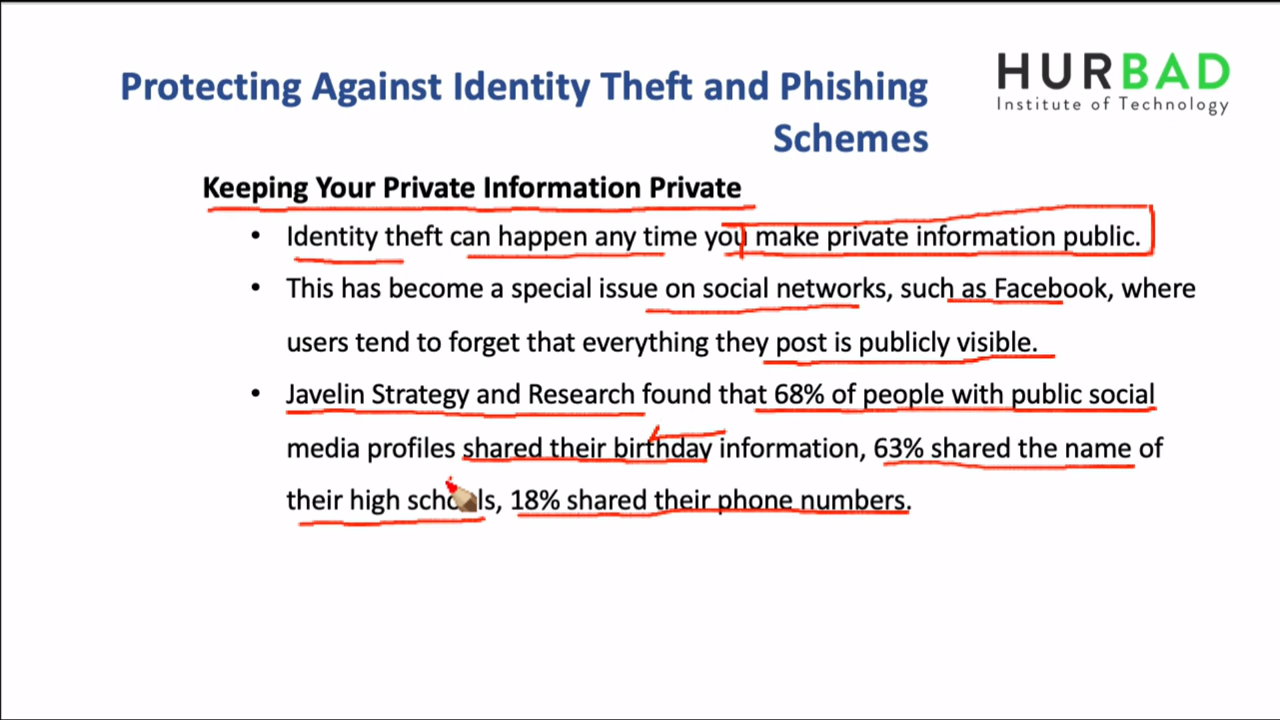 Protecting Against Identity Theft and Phishing
Schemes
HURBAD
Institute of Technology
Keeping Your Private Information Private
• Identity theft can happen any time you make private information public.
• This has become a special issue on social networks, such as Facebook, where
users tend to forget that everything they post is publicly visible.
• Javelin Strategy and Research found that 68% of people with public social
media profiles shared their birthday information, 63% shared the name of
their high schools, 18% shared their phone numbers.